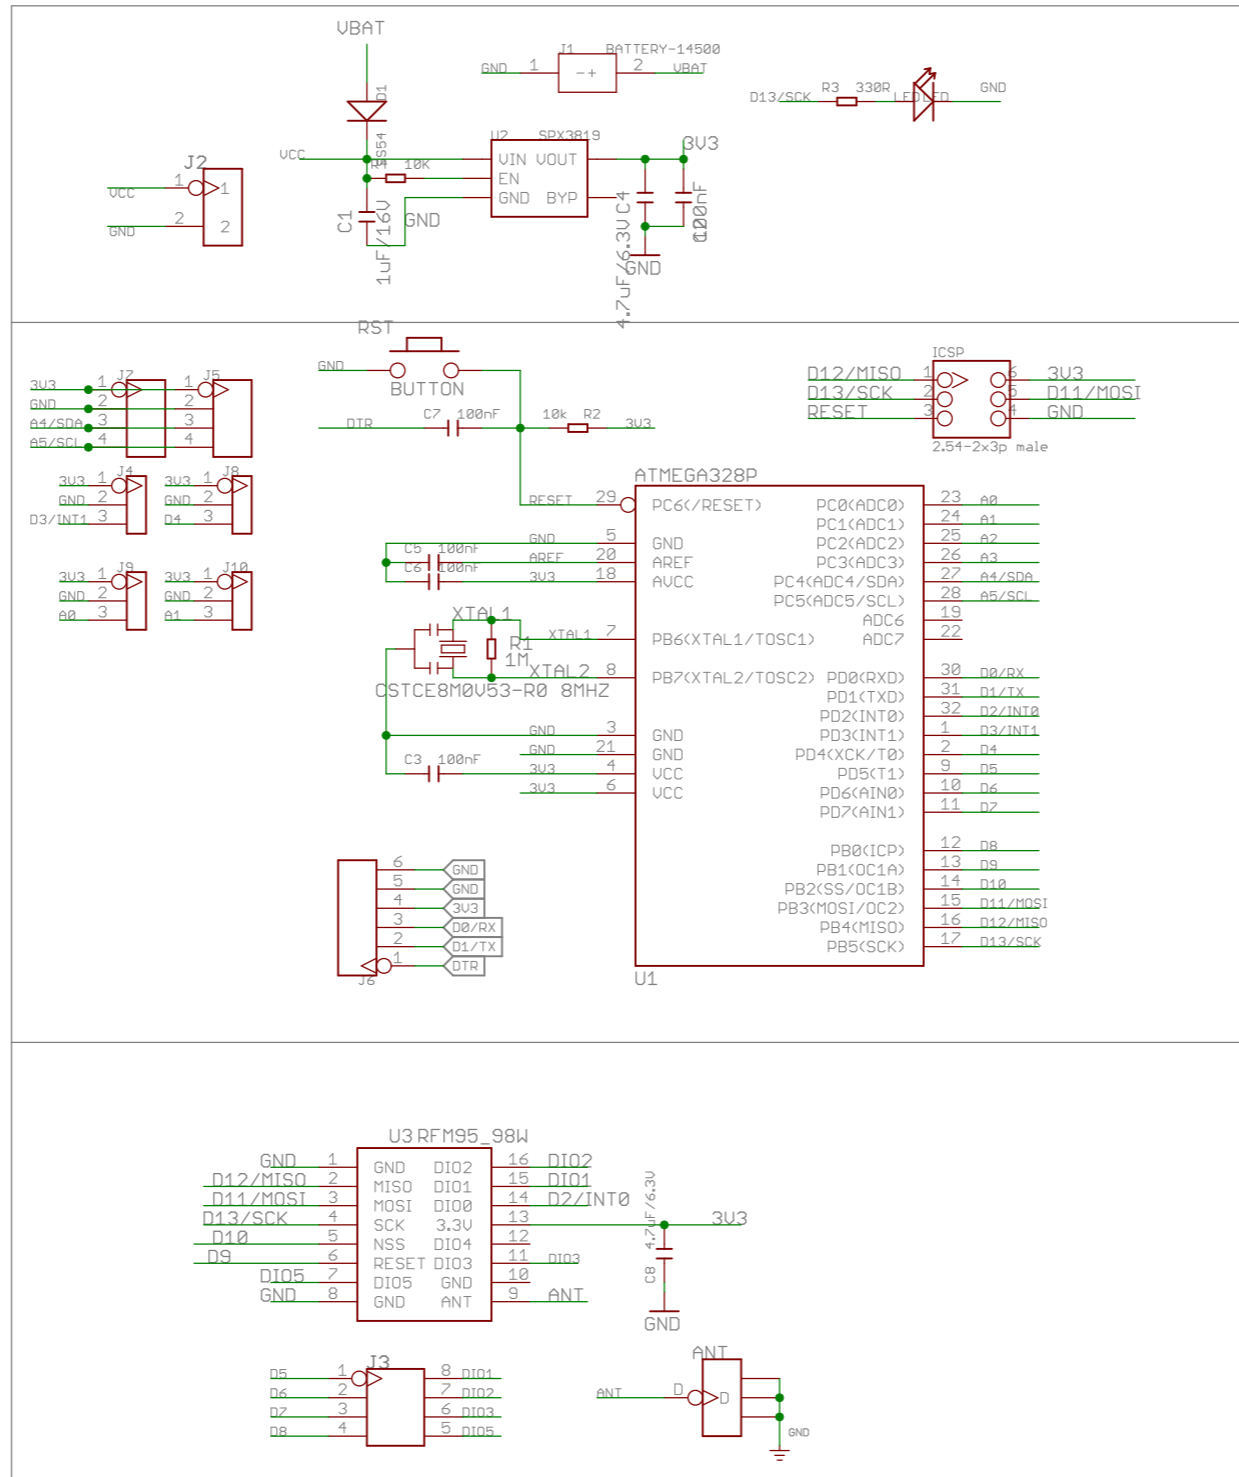 VBAT
J1 BATTERY-14500
GND 1 -+ 2 VBAT
D1
SS54
R3 330R
D13/SCK LED LED GND
U2 SPX3819
VCC VIN VOUT 3V3
R4 10K EN
GND BYP
C1 1uF/16V GND
C4 4.7uF/6.3V
100nF
GND
J2
VCC 1 1
GND 2 2
RST
GND
BUTTON
DTR C7 100nF 10k R2 3V3
J7 J5
3V3 1 1
GND 2 2
A4/SDA 3 3
A5/SCL 4 4
J4 J8
3V3 1 3V3 1
GND 2 GND 2
D3/INT1 3 D4 3
J9 J10
3V3 1 3V3 1
GND 2 GND 2
A0 3 A1 3
ICSP
D12/MISO 1 6 3V3
D13/SCK 2 5 D11/MOSI
RESET 3 4 GND
2.54-2x3p male
ATMEGA328P
RESET 29 PC6(/RESET) PC0(ADC0) 23 A0
PC1(ADC1) 24 A1
GND 5 GND PC2(ADC2) 25 A2
C5 100nF AREF 20 AREF PC3(ADC3) 26 A3
C6 100nF 3V3 18 AVCC PC4(ADC4/SDA) 27 A4/SDA
PC5(ADC5/SCL) 28 A5/SCL
ADC6 19
XTAL1 XTAL1 7 PB6(XTAL1/TOSC1) ADC7 22
R1
1M
XTAL2 8 PB7(XTAL2/TOSC2) PD0(RXD) 30 D0/RX
CSTCE8M0V53-R0 8MHZ
PD1(TXD) 31 D1/TX
PD2(INT0) 32 D2/INT0
GND 3 GND PD3(INT1) 1 D3/INT1
GND 21 GND PD4(XCK/T0) 2 D4
C3 100nF 3V3 4 VCC PD5(T1) 9 D5
3V3 6 VCC PD6(AIN0) 10 D6
PD7(AIN1) 11 D7
PB0(ICP) 12 D8
PB1(OC1A) 13 D9
PB2(SS/OC1B) 14 D10
PB3(MOSI/OC2) 15 D11/MOSI
PB4(MISO) 16 D12/MISO
PB5(SCK) 17 D13/SCK
U1
6 GND
5 GND
4 3V3
3 D0/RX
2 D1/TX
1 DTR
J6
U3 RFM95_98W
GND 1 GND DIO2 16 DIO2
D12/MISO 2 MISO DIO1 15 DIO1
D11/MOSI 3 MOSI DIO0 14 D2/INT0
D13/SCK 4 SCK 3.3V 13 3V3
D10 5 NSS DIO4 12
D9 6 RESET DIO3 11 DIO3
DIO5 7 DIO5 GND 10
GND 8 GND ANT 9 ANT
C8 4.7uF/6.3V
GND
J3
D5 1 8 DIO1
D6 2 7 DIO2
D7 3 6 DIO3
D8 4 5 DIO5
ANT
ANT D D
GND